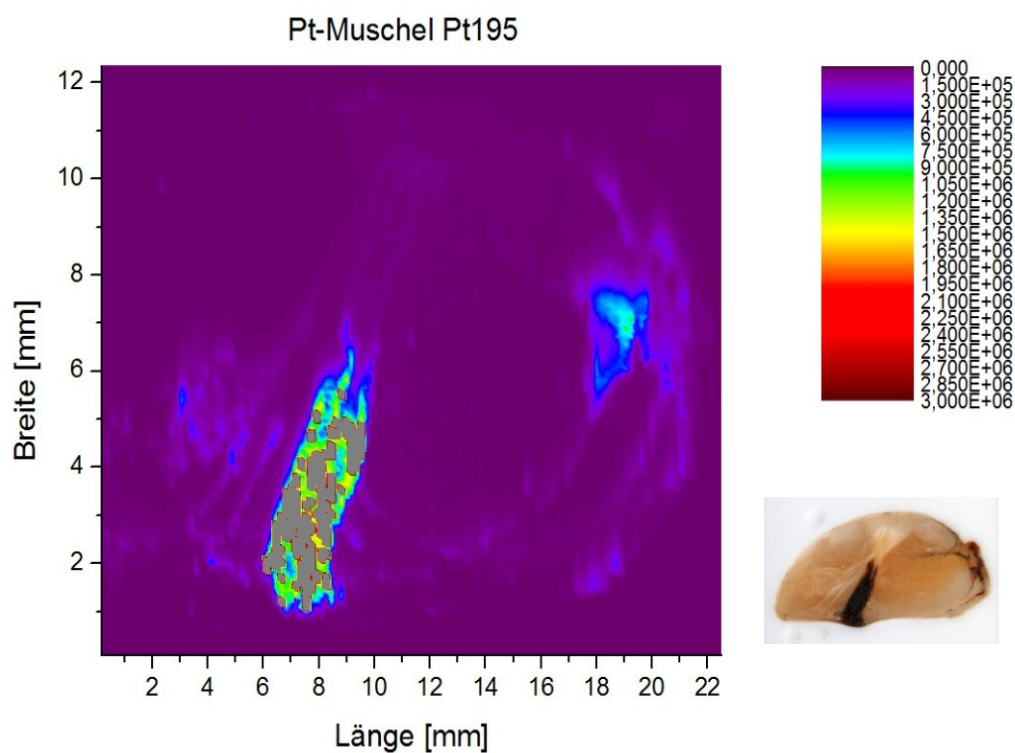 Pt-Muschel Pt195
12
10
8
6
4
2
Breite [mm]
2 4 6 8 10 12 14 16 18 20 22
Länge [mm]
0,000
1,500E+05
3,000E+05
4,500E+05
6,000E+05
7,500E+05
9,000E+05
1,050E+06
1,200E+06
1,350E+06
1,500E+06
1,650E+06
1,800E+06
1,950E+06
2,100E+06
2,250E+06
2,400E+06
2,550E+06
2,700E+06
2,850E+06
3,000E+06